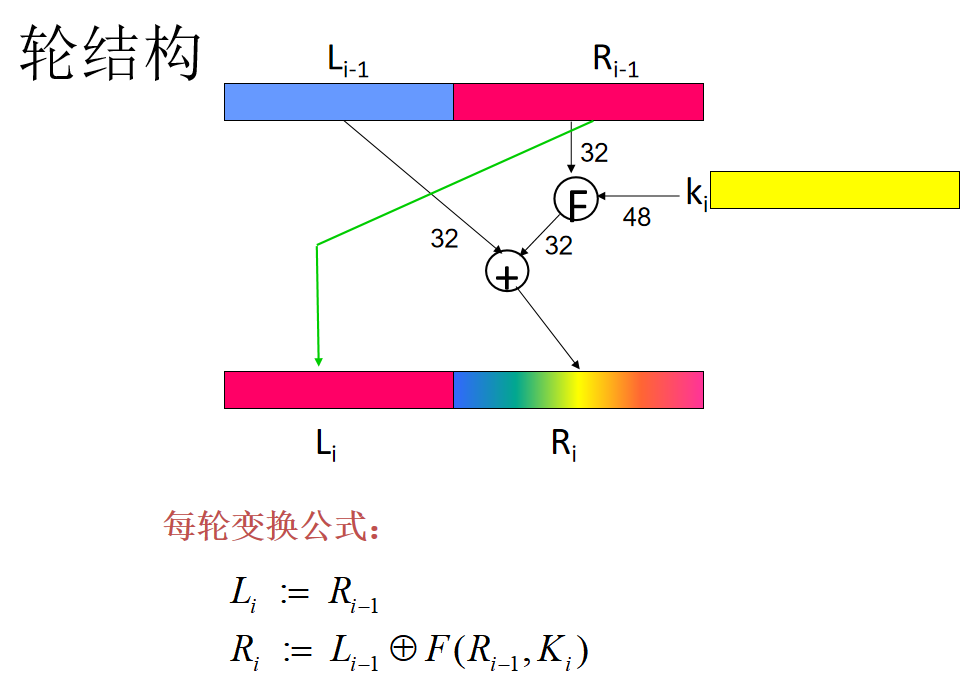 轮结构
L_{i-1} R_{i-1}
32
F
k_i
48
32
32
+
L_i R_i
每轮变换公式：
L_i := R_{i-1}
R_i := L_{i-1} ⊕ F(R_{i-1}, K_i)